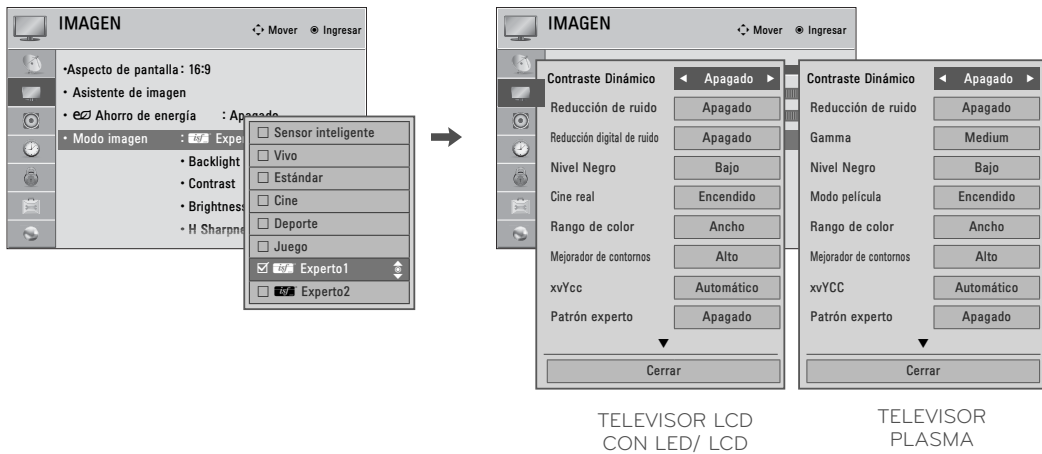 IMAGEN
Mover
Ingresar
•Aspecto de pantalla: 16:9
• Asistente de imagen
• Ahorro de energía : Apagado
• Modo imagen : isf
• Backlight
• Contrast
• Brightness
• H Sharpne
Sensor inteligente
Vivo
Estándar
Cine
Deporte
Juego
isf Experto1
isf Experto2
IMAGEN
Mover
Ingresar
Contraste Dinámico ◄ Apagado ►
Reducción de ruido Apagado
Reducción digital de ruido Apagado
Nivel Negro Bajo
Cine real Encendido
Rango de color Ancho
Mejorador de contornos Alto
xvYcc Automático
Patrón experto Apagado
▼
Cerrar
TELEVISOR LCD
CON LED/ LCD
Contraste Dinámico ◄ Apagado ►
Reducción de ruido Apagado
Gamma Medium
Nivel Negro Bajo
Modo película Encendido
Rango de color Ancho
Mejorador de contornos Alto
xvYCC Automático
Patrón experto Apagado
▼
Cerrar
TELEVISOR
PLASMA